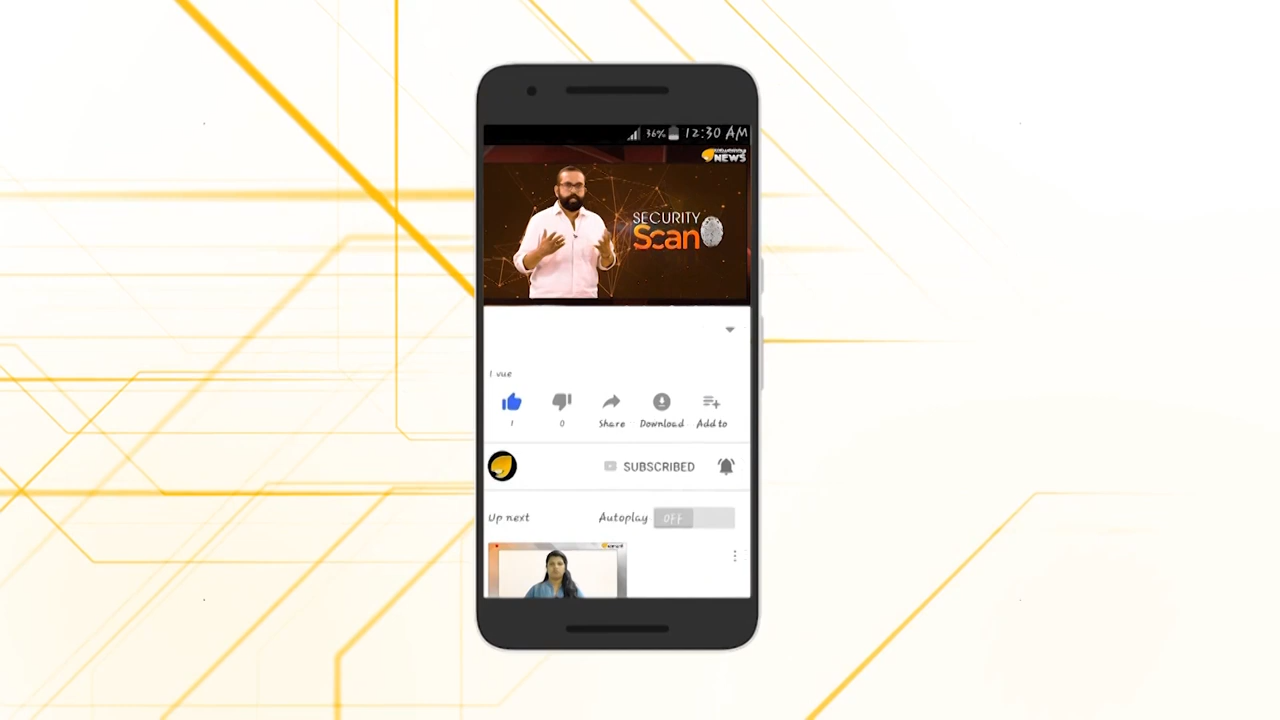 36% 12:30 AM
NEWS
SECURITY
Scan
1 vue
1 0 Share Download Add to
SUBSCRIBED
Up next Autoplay OFF